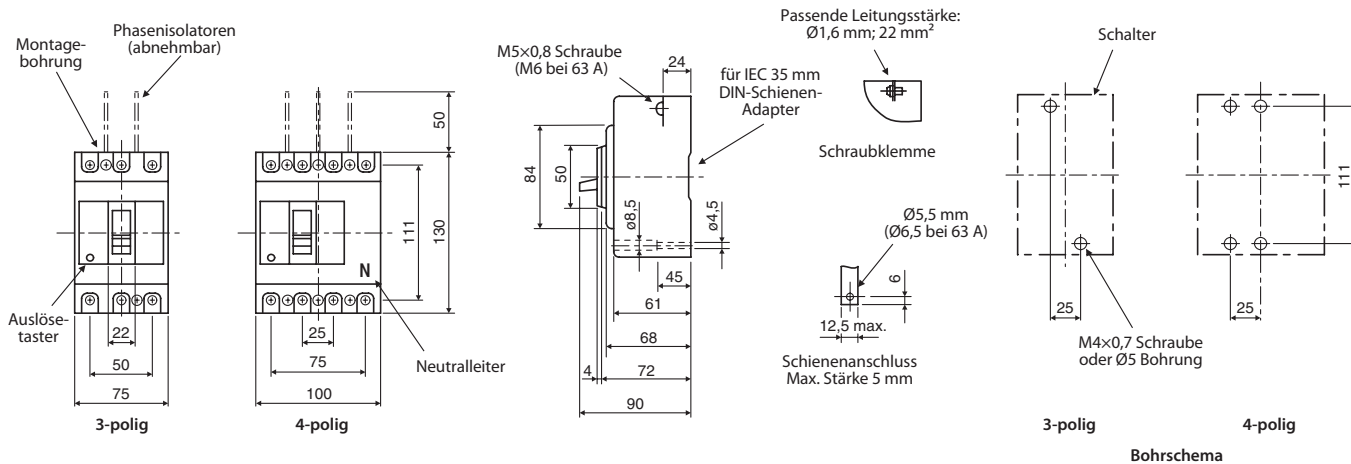 Phasenisolatoren
(abnehmbar)
Montage-
bohrung
50
111
130
N
Auslöse-
taster
22
50
75
3-polig
25
75
100
4-polig
Neutralleiter
M5×0,8 Schraube
(M6 bei 63 A)
24
für IEC 35 mm
DIN-Schienen-
Adapter
84
50
ø8,5
ø4,5
45
61
68
4
72
90
Passende Leitungsstärke:
Ø1,6 mm; 22 mm²
Schraubklemme
Ø5,5 mm
(Ø6,5 bei 63 A)
6
12,5 max.
Schienenanschluss
Max. Stärke 5 mm
Schalter
111
25
25
M4×0,7 Schraube
oder Ø5 Bohrung
3-polig
4-polig
Bohrschema